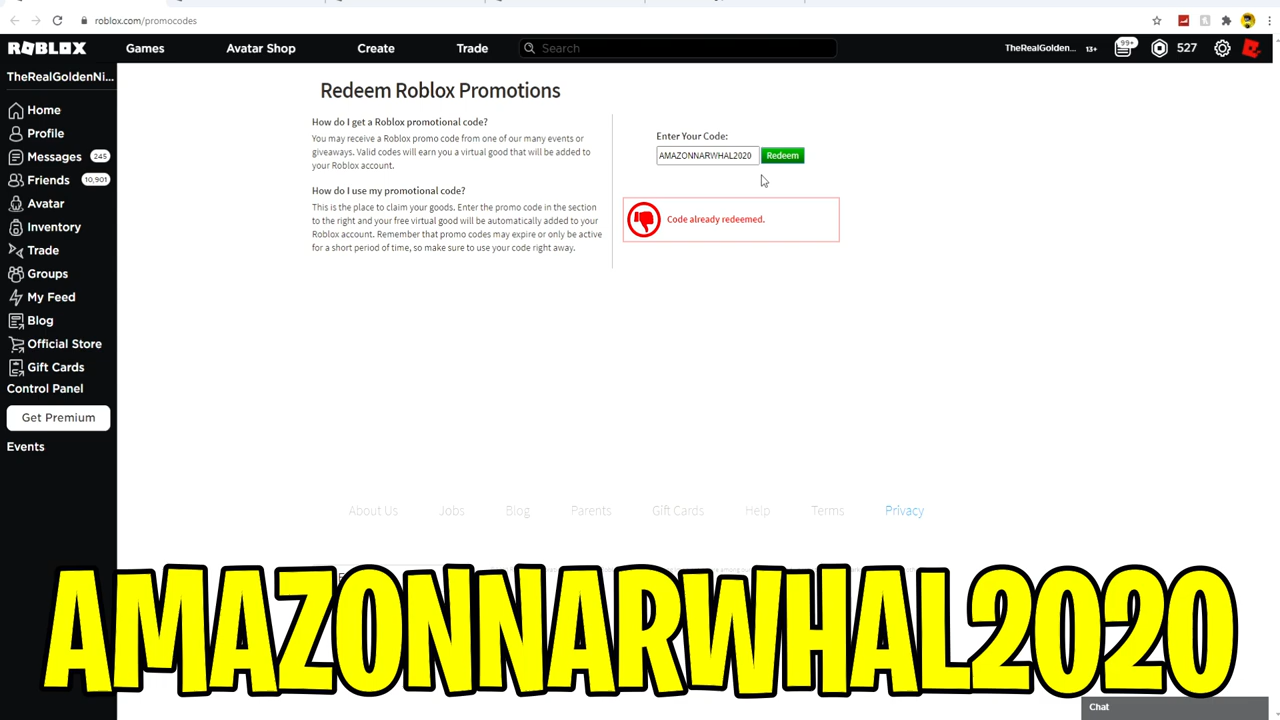 roblox.com/promocodes
ROBLOX Games Avatar Shop Create Trade Search TheRealGolden... 13+ 99+ 527
TheRealGoldenNi...
Home
Profile
Messages 245
Friends 10,901
Avatar
Inventory
Trade
Groups
My Feed
Blog
Official Store
Gift Cards
Control Panel
Get Premium
Events
Redeem Roblox Promotions
How do I get a Roblox promotional code?
You may receive a Roblox promo code from one of our many events or
giveaways. Valid codes will earn you a virtual good that will be added to
your Roblox account.
How do I use my promotional code?
This is the place to claim your goods. Enter the promo code in the section
to the right and your free virtual good will be automatically added to your
Roblox account. Remember that promo codes may expire or only be
active for a short period of time, so make sure to use your code right away.
Enter Your Code:
AMAZONNARWHAL2020 Redeem
Code already redeemed.
About Us Jobs Blog Parents Gift Cards Help Terms Privacy
AMAZONNARWHAL2020
Chat